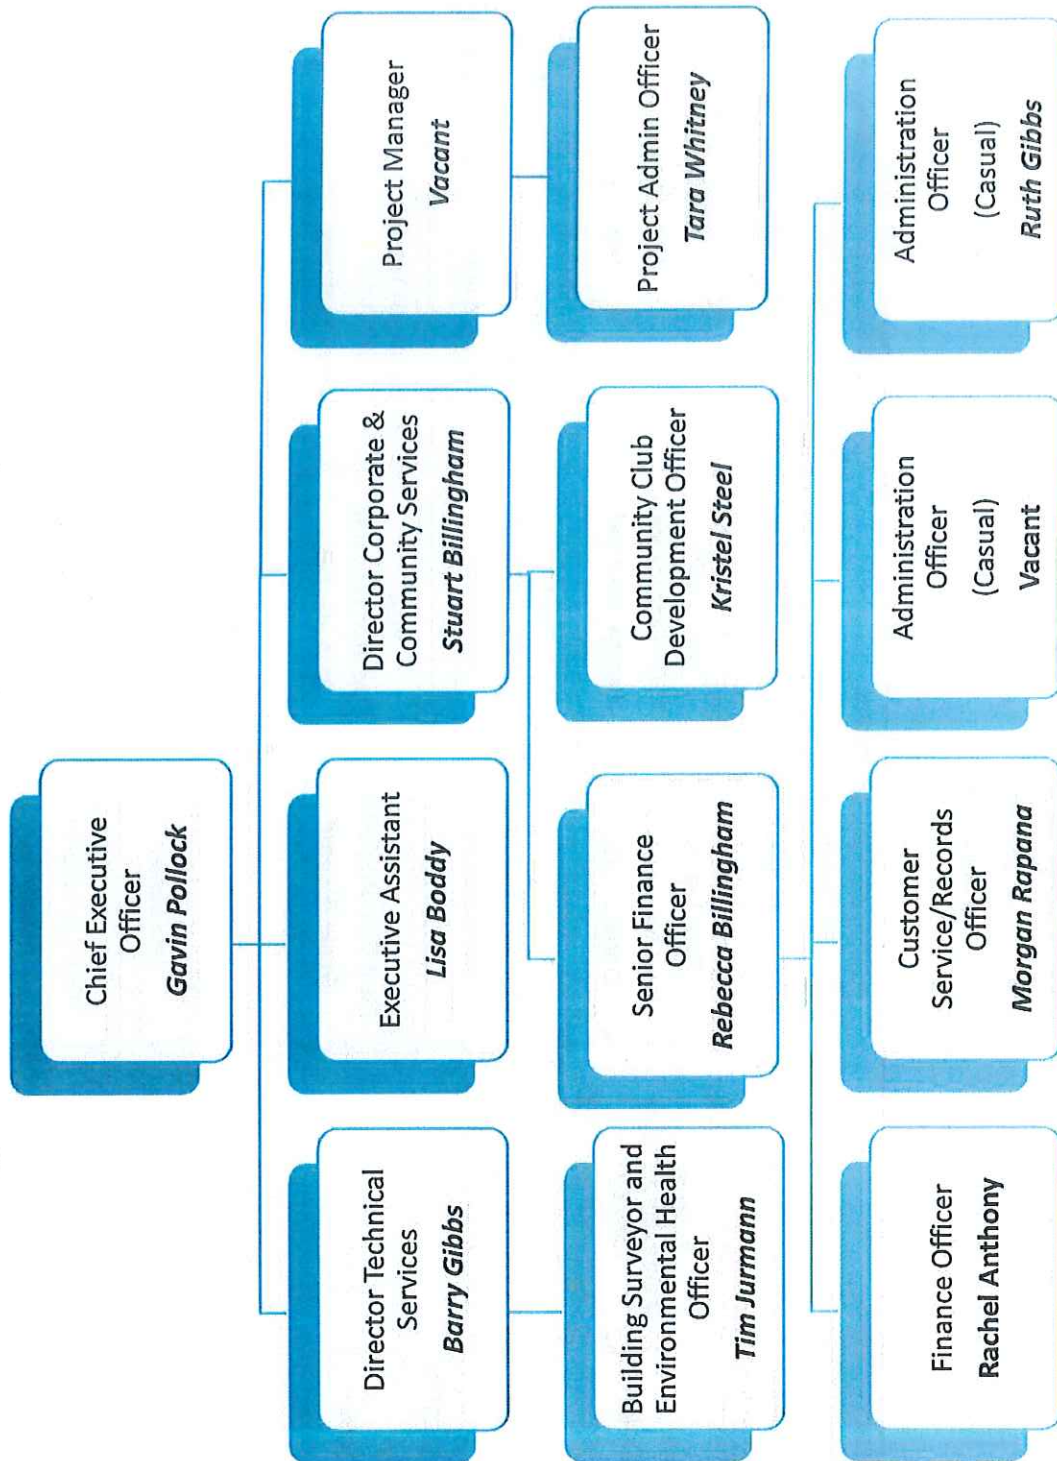 Chief Executive
Officer
Gavin Pollock
Director Technical
Services
Barry Gibbs
Executive Assistant
Lisa Boddy
Director Corporate &
Community Services
Stuart Billingham
Project Manager
Vacant
Building Surveyor and
Environmental Health
Officer
Tim Jurmann
Senior Finance
Officer
Rebecca Billingham
Community Club
Development Officer
Kristel Steel
Project Admin Officer
Tara Whitney
Finance Officer
Rachel Anthony
Customer
Service/Records
Officer
Morgan Rapana
Administration
Officer
(Casual)
Vacant
Administration
Officer
(Casual)
Ruth Gibbs